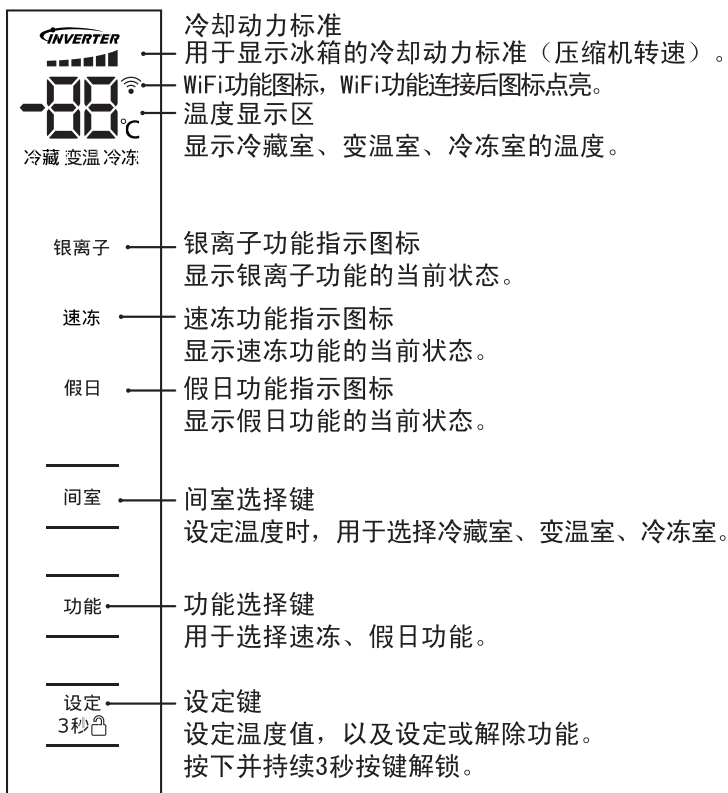 冷却动力标准
INVERTER
用于显示冰箱的冷却动力标准（压缩机转速）。
WiFi功能图标，WiFi功能连接后图标点亮。
-88℃
温度显示区
冷藏 变温 冷冻
显示冷藏室、变温室、冷冻室的温度。
银离子
银离子功能指示图标
显示银离子功能的当前状态。
速冻
速冻功能指示图标
显示速冻功能的当前状态。
假日
假日功能指示图标
显示假日功能的当前状态。
间室
间室选择键
设定温度时，用于选择冷藏室、变温室、冷冻室。
功能
功能选择键
用于选择速冻、假日功能。
设定
3秒
设定键
设定温度值，以及设定或解除功能。
按下并持续3秒按键解锁。